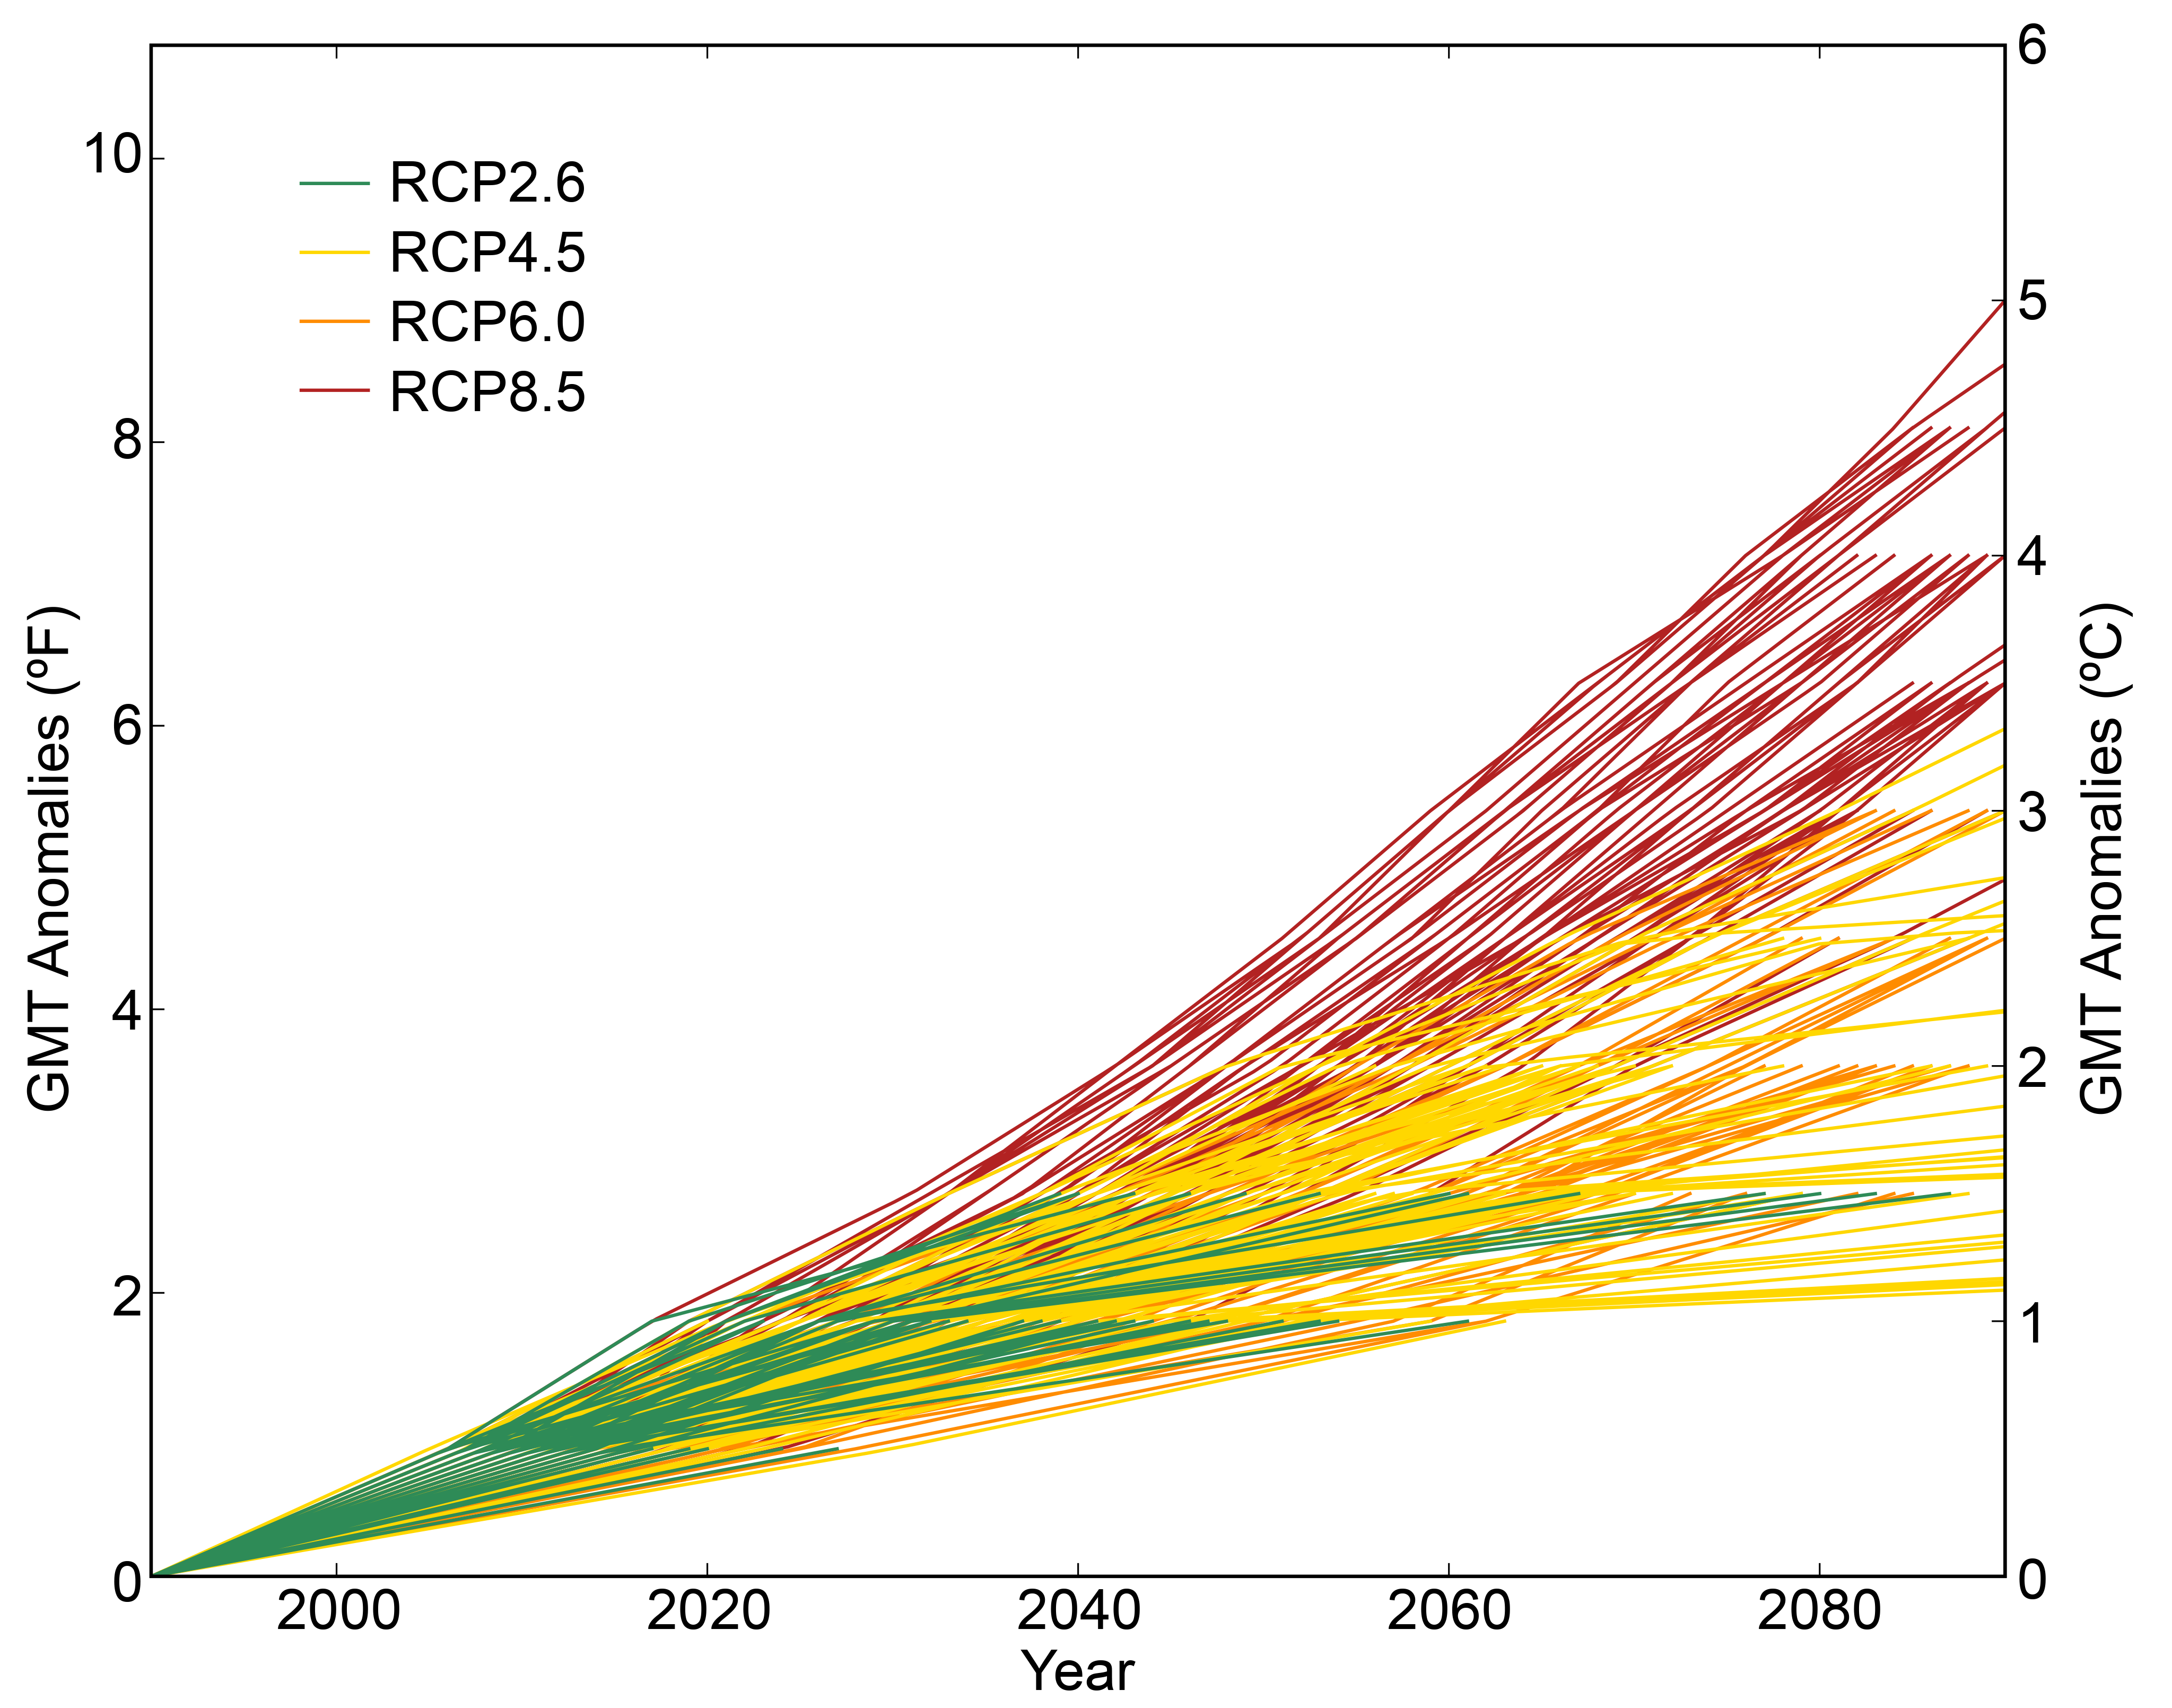 GMT Anomalies (ºF)
10
8
6
4
2
0
RCP2.6
RCP4.5
RCP6.0
RCP8.5
6
5
4
3
2
1
0
GMT Anomalies (ºC)
2000 2020 2040 2060 2080
Year